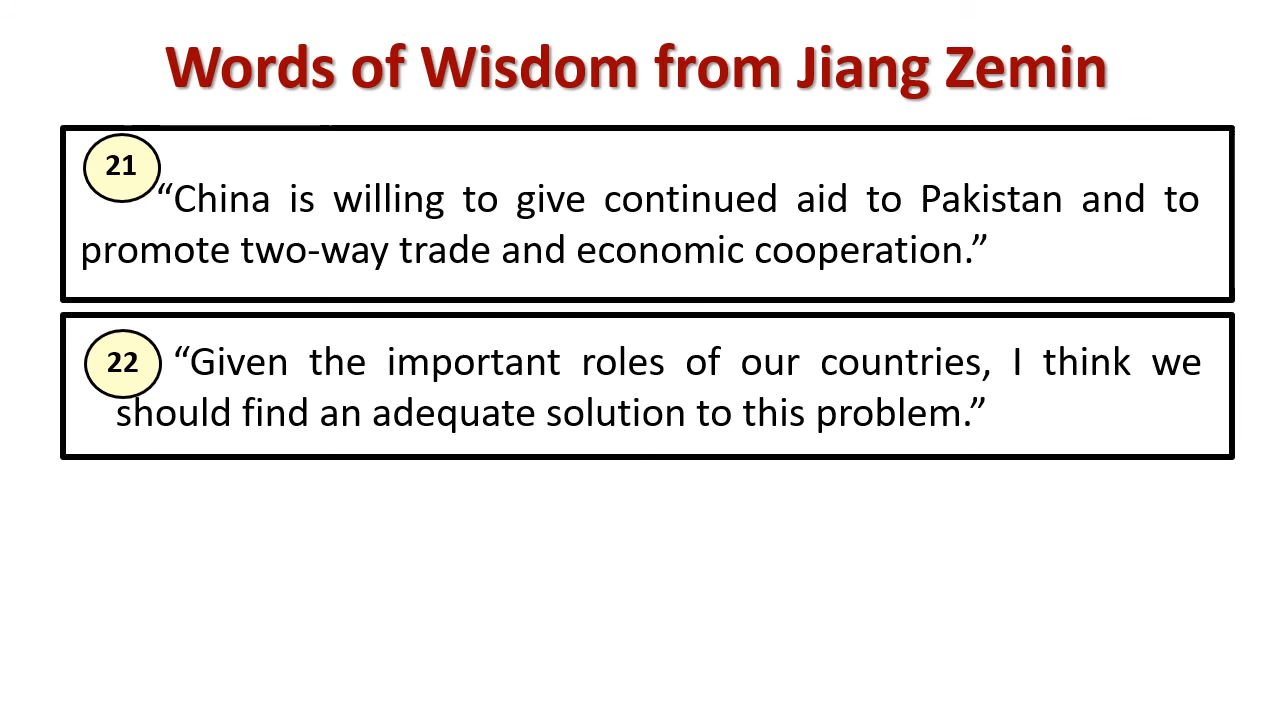 Words of Wisdom from Jiang Zemin
21
“China is willing to give continued aid to Pakistan and to
promote two-way trade and economic cooperation.”
22
“Given the important roles of our countries, I think we
should find an adequate solution to this problem.”